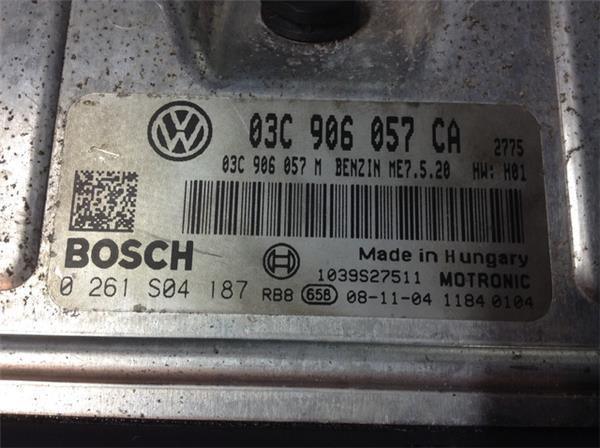 03C 906 057 CA 2775
03C 906 057 M BENZIN ME7.5.20 HW: H01
BOSCH
Made in Hungary
1039S27511 MOTRONIC
0 261 S04 187 RB8 658 08-11-04 1184 0104